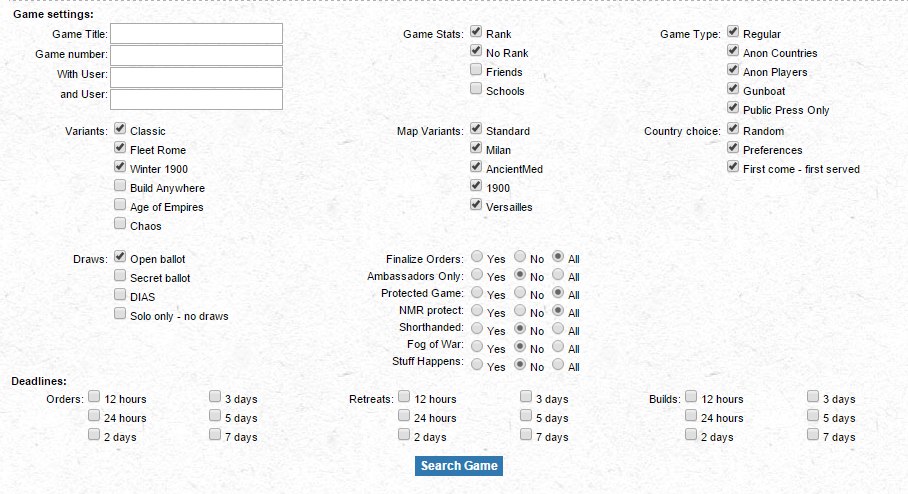 Game settings:
Game Title: Game Stats: Rank Game Type: Regular
Game number: No Rank Anon Countries
With User: Friends Anon Players
and User: Schools Gunboat
Public Press Only
Variants: Classic Map Variants: Standard Country choice: Random
Fleet Rome Milan Preferences
Winter 1900 AncientMed First come - first served
Build Anywhere 1900
Age of Empires Versailles
Chaos
Draws: Open ballot Finalize Orders: Yes No All
Secret ballot Ambassadors Only: Yes No All
DIAS Protected Game: Yes No All
Solo only - no draws NMR protect: Yes No All
Shorthanded: Yes No All
Fog of War: Yes No All
Stuff Happens: Yes No All
Deadlines:
Orders: 12 hours 3 days Retreats: 12 hours 3 days Builds: 12 hours 3 days
24 hours 5 days 24 hours 5 days 24 hours 5 days
2 days 7 days 2 days 7 days 2 days 7 days
Search Game